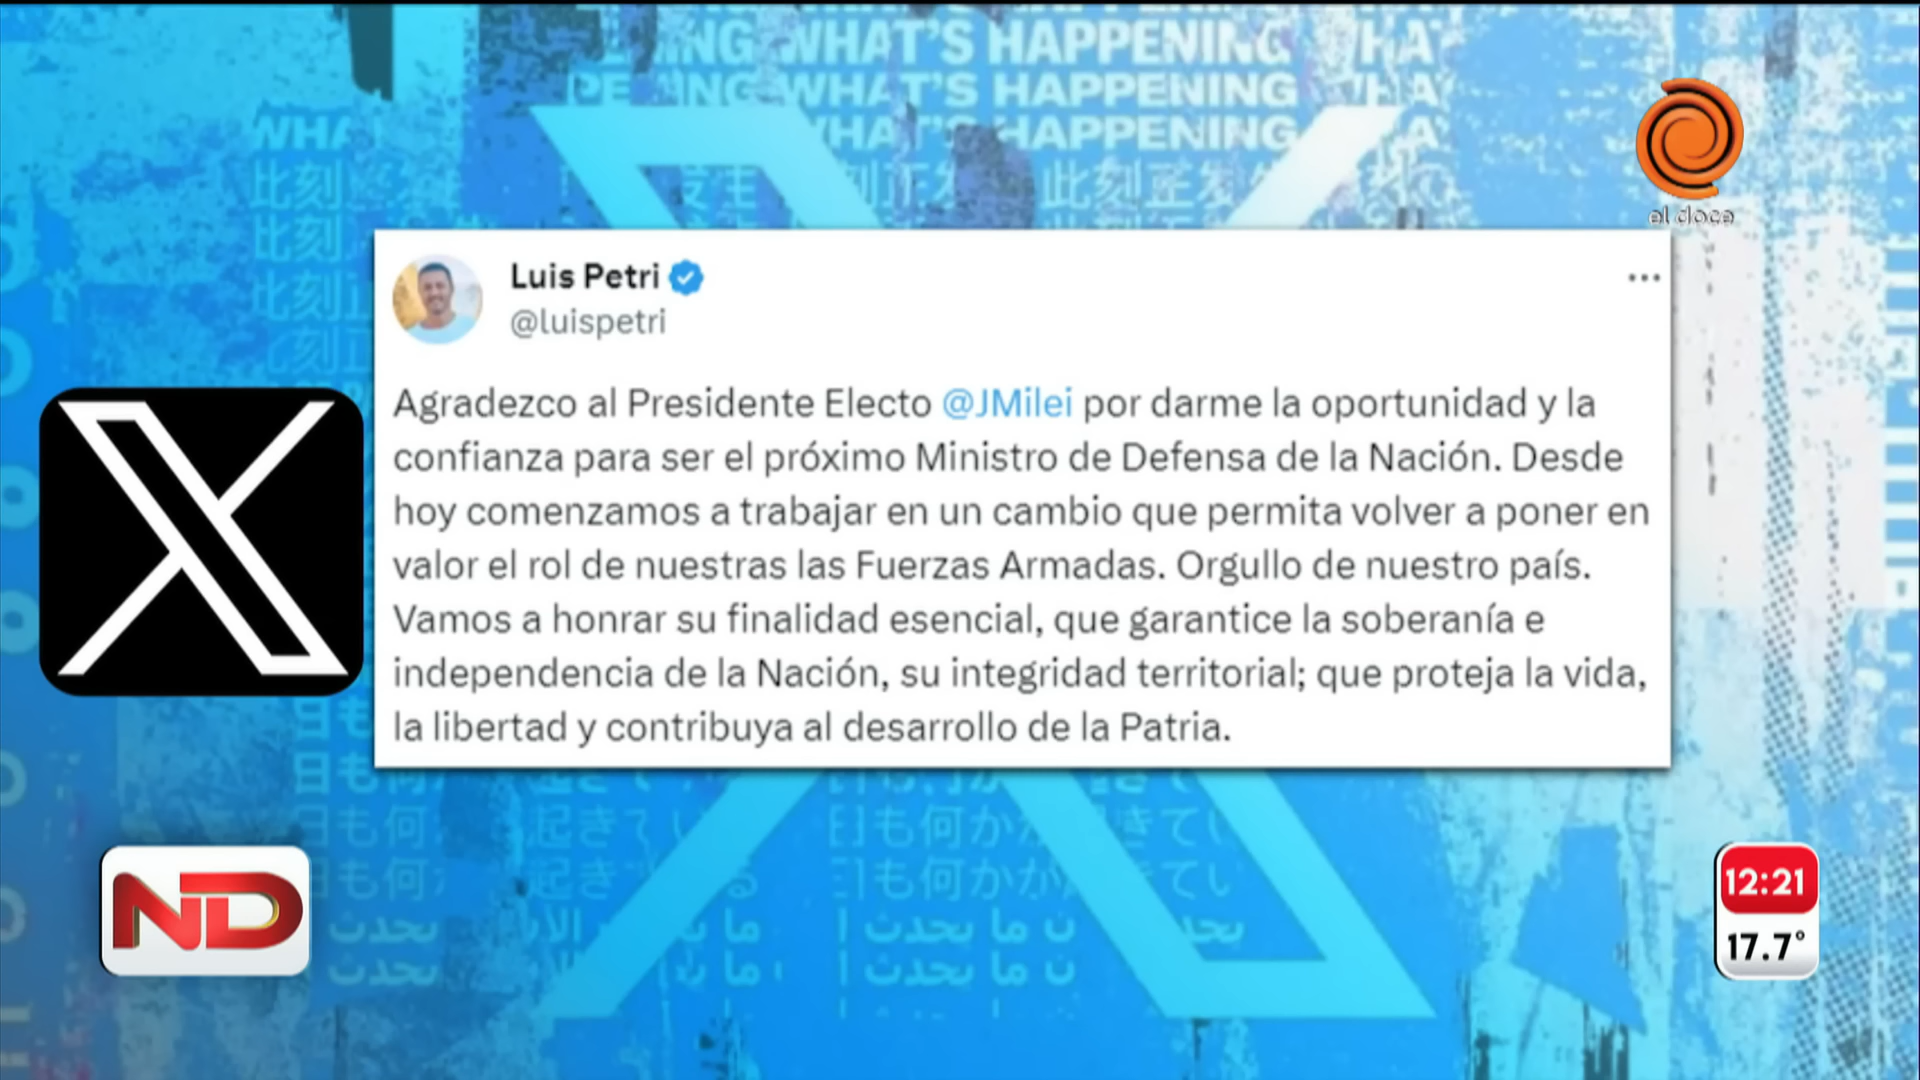 WHAT'S HAPPENING
WHAT'S HAPPENING
WHAT'S HAPPENING
el doce
Luis Petri
@luispetri
Agradezco al Presidente Electo @JMilei por darme la oportunidad y la
confianza para ser el próximo Ministro de Defensa de la Nación. Desde
hoy comenzamos a trabajar en un cambio que permita volver a poner en
valor el rol de nuestras las Fuerzas Armadas. Orgullo de nuestro país.
Vamos a honrar su finalidad esencial, que garantice la soberanía e
independencia de la Nación, su integridad territorial; que proteja la vida,
la libertad y contribuya al desarrollo de la Patria.
ND
12:21
17.7°